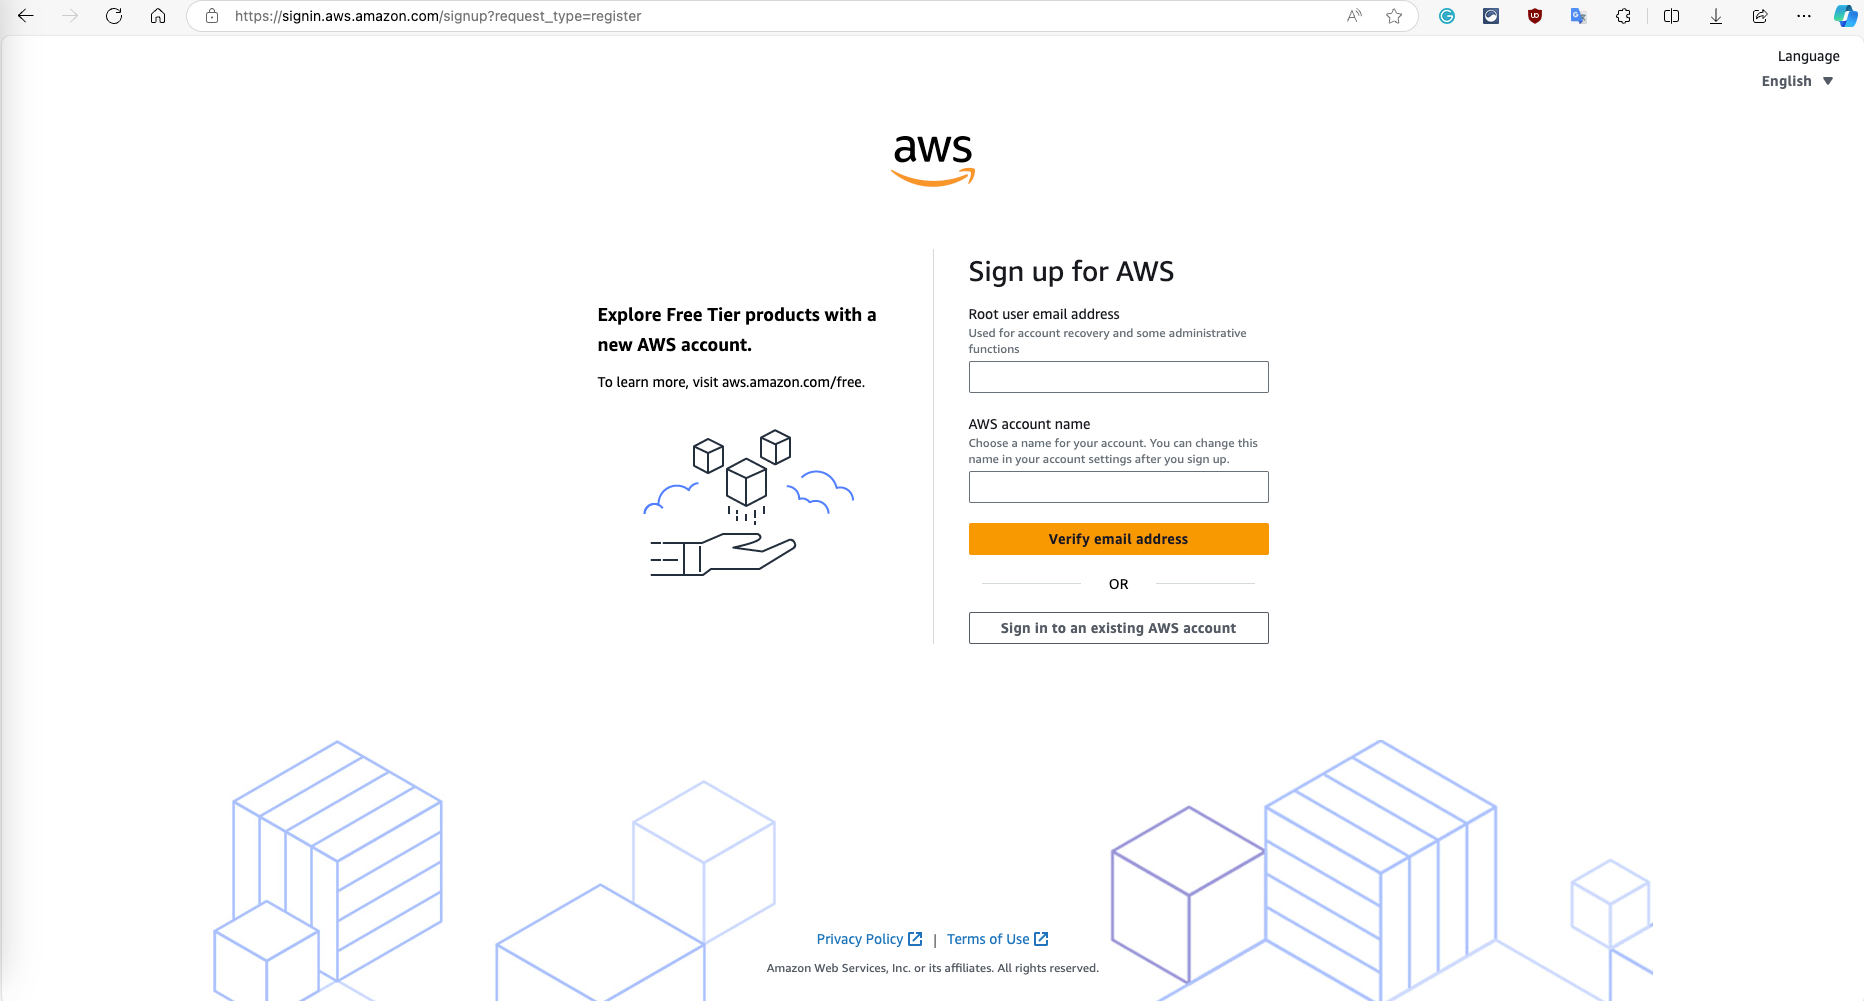 https://signin.aws.amazon.com/signup?request_type=register
Language
English
aws
Explore Free Tier products with a
new AWS account.
To learn more, visit aws.amazon.com/free.
Sign up for AWS
Root user email address
Used for account recovery and some administrative
functions
AWS account name
Choose a name for your account. You can change this
name in your account settings after you sign up.
Verify email address
OR
Sign in to an existing AWS account
Privacy Policy | Terms of Use
Amazon Web Services, Inc. or its affiliates. All rights reserved.